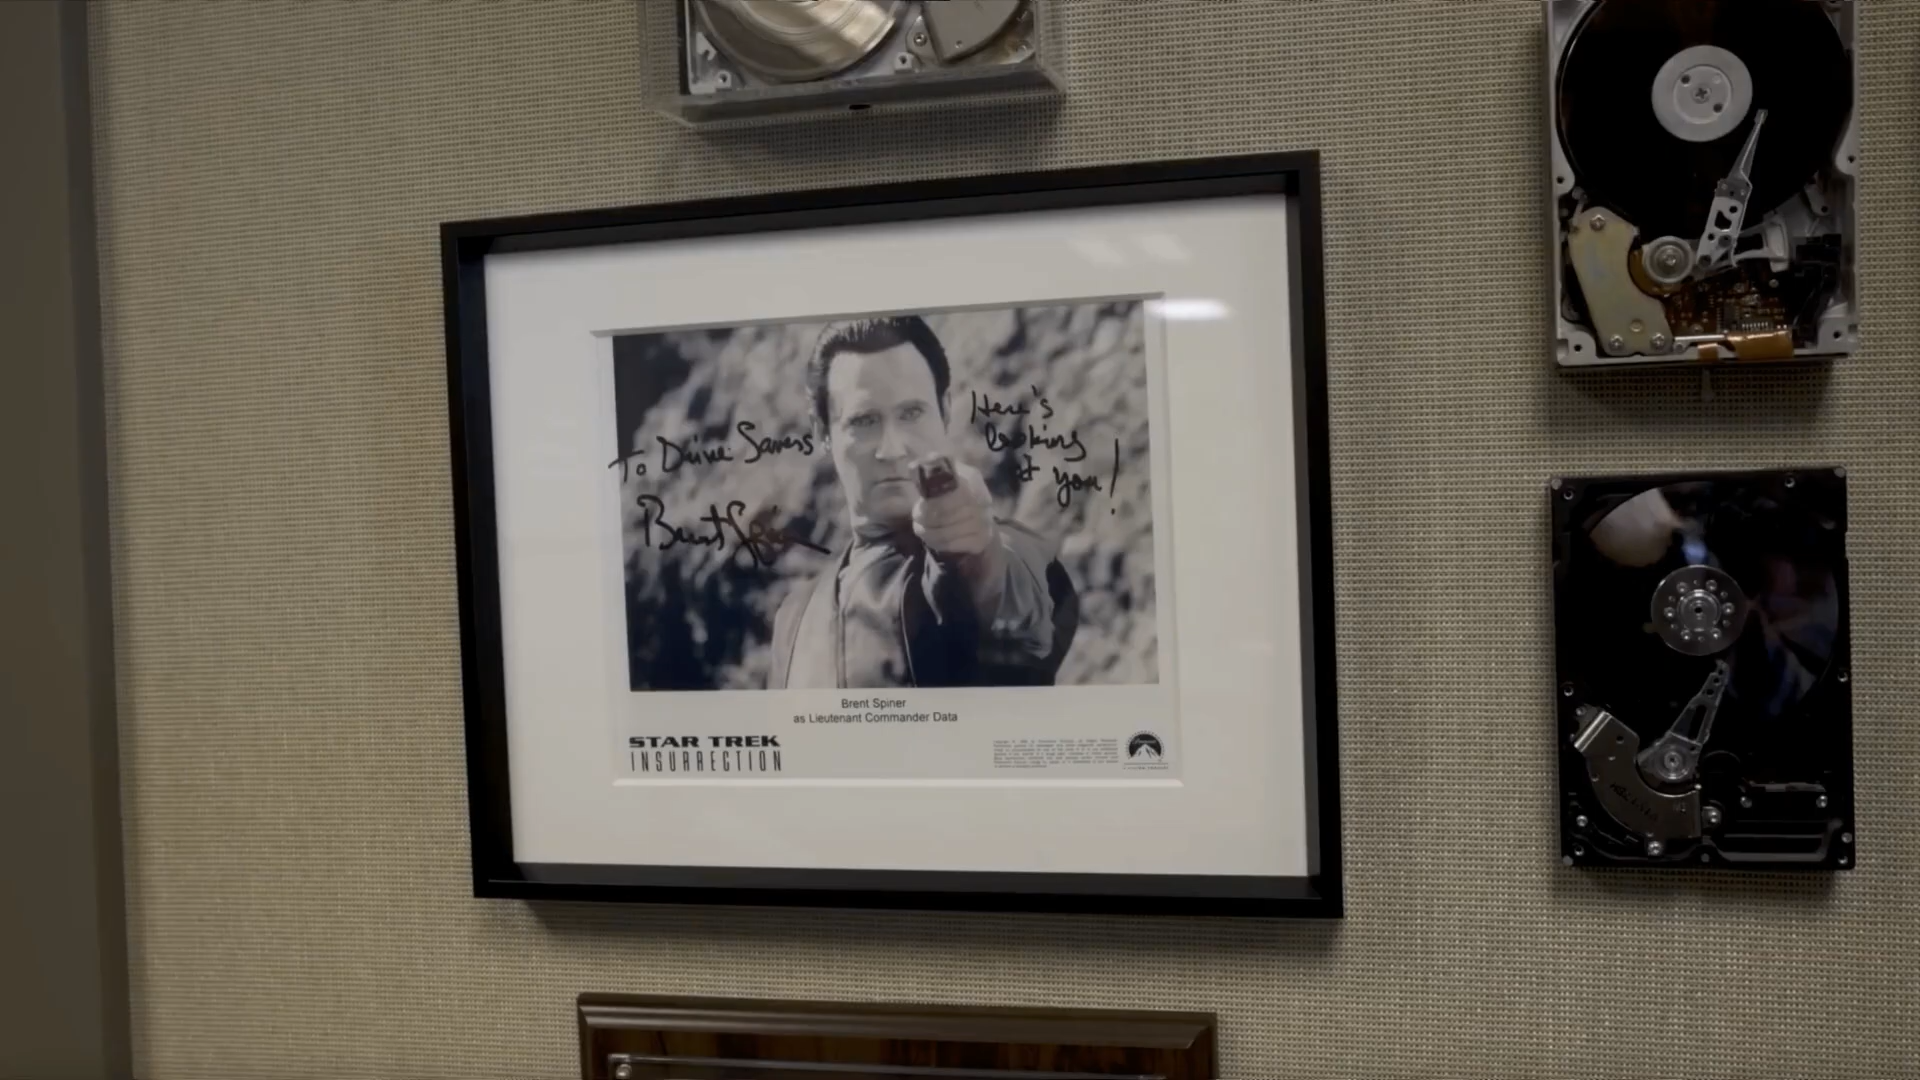 To Drive Savers
Brent Spiner
Here's
looking
at you!
Brent Spiner
as Lieutenant Commander Data
STAR TREK
INSURRECTION